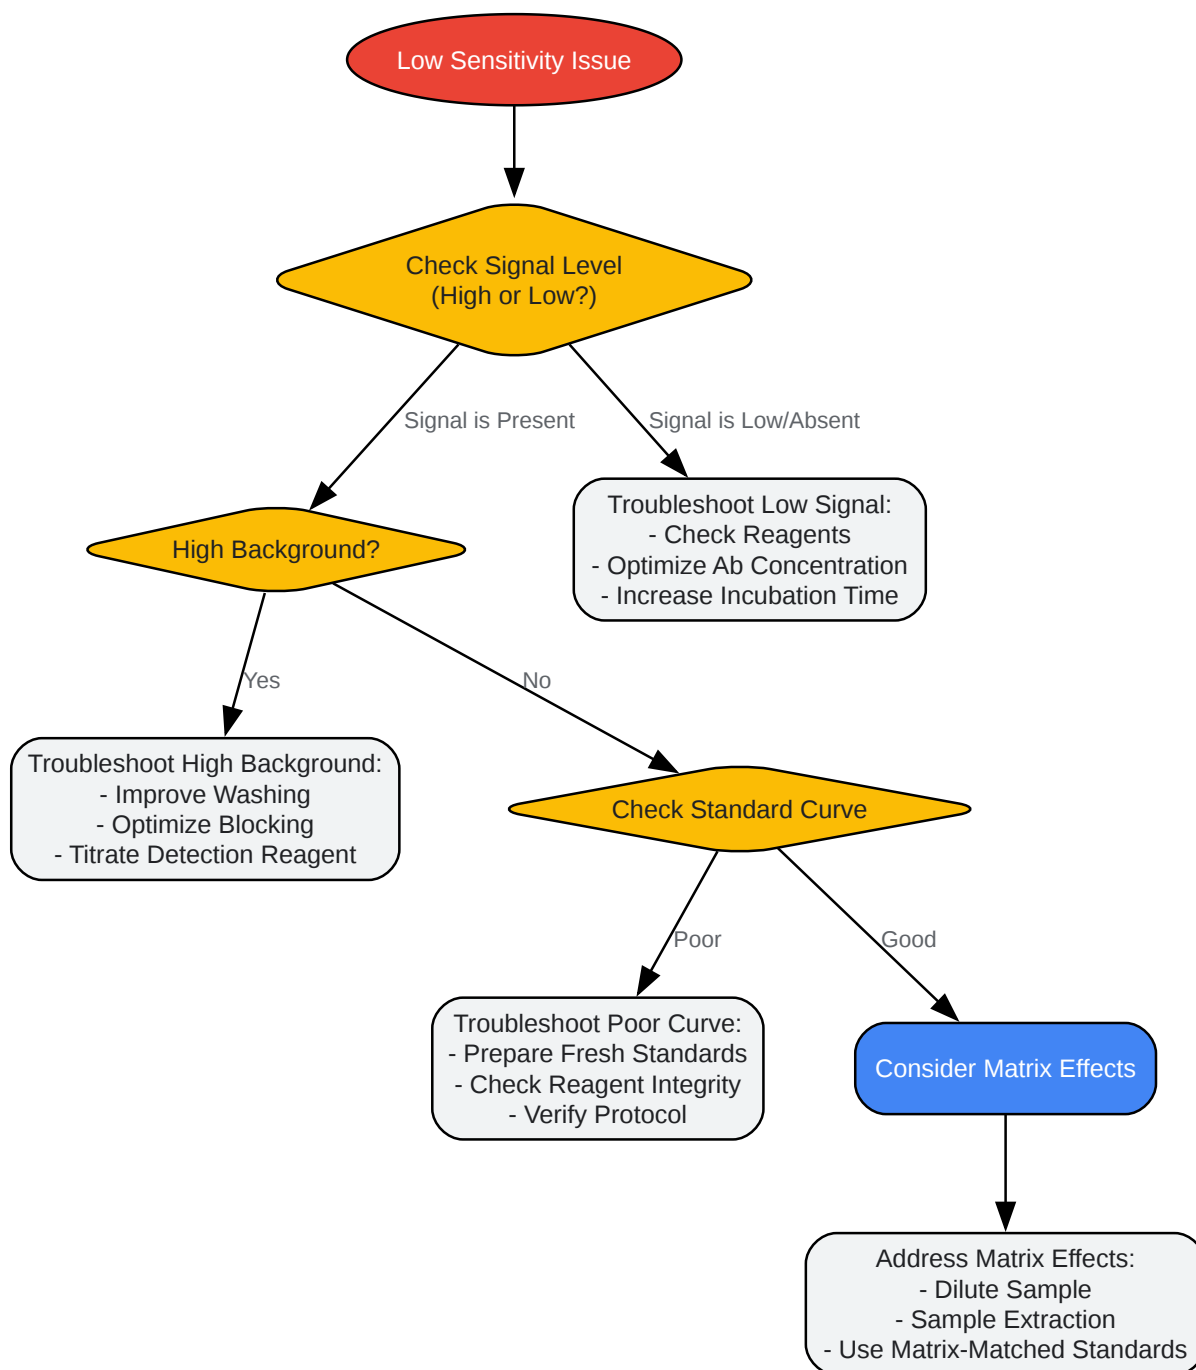 Low Sensitivity Issue
Check Signal Level
(High or Low?)
Signal is Present
Signal is Low/Absent
High Background?
Troubleshoot Low Signal:
- Check Reagents
- Optimize Ab Concentration
- Increase Incubation Time
Yes
No
Troubleshoot High Background:
- Improve Washing
- Optimize Blocking
- Titrate Detection Reagent
Check Standard Curve
Poor
Good
Troubleshoot Poor Curve:
- Prepare Fresh Standards
- Check Reagent Integrity
- Verify Protocol
Consider Matrix Effects
Address Matrix Effects:
- Dilute Sample
- Sample Extraction
- Use Matrix-Matched Standards